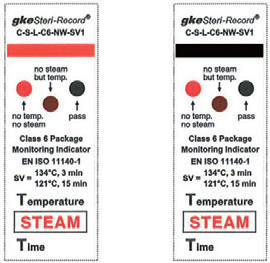 gkeSteri-Record®
C-S-L-C6-NW-SV1
no steam
but temp.
no temp.
no steam
pass
Class 6 Package
Monitoring Indicator
EN ISO 11140-1
SV = 134°C, 3 min
121°C, 15 min
Temperature
STEAM
Time
gkeSteri-Record®
C-S-L-C6-NW-SV1
no steam
but temp.
no temp.
no steam
pass
Class 6 Package
Monitoring Indicator
EN ISO 11140-1
SV = 134°C, 3 min
121°C, 15 min
Temperature
STEAM
Time